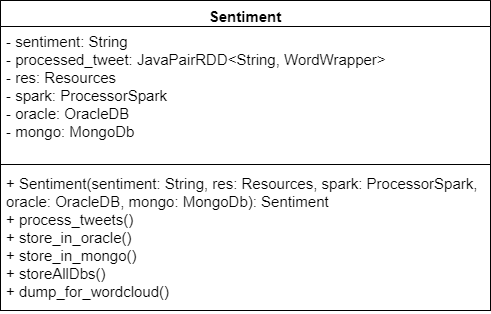 Sentiment
- sentiment: String
- processed_tweet: JavaPairRDD<String, WordWrapper>
- res: Resources
- spark: ProcessorSpark
- oracle: OracleDB
- mongo: MongoDb
+ Sentiment(sentiment: String, res: Resources, spark: ProcessorSpark,
oracle: OracleDB, mongo: MongoDb): Sentiment
+ process_tweets()
+ store_in_oracle()
+ store_in_mongo()
+ storeAllDbs()
+ dump_for_wordcloud()